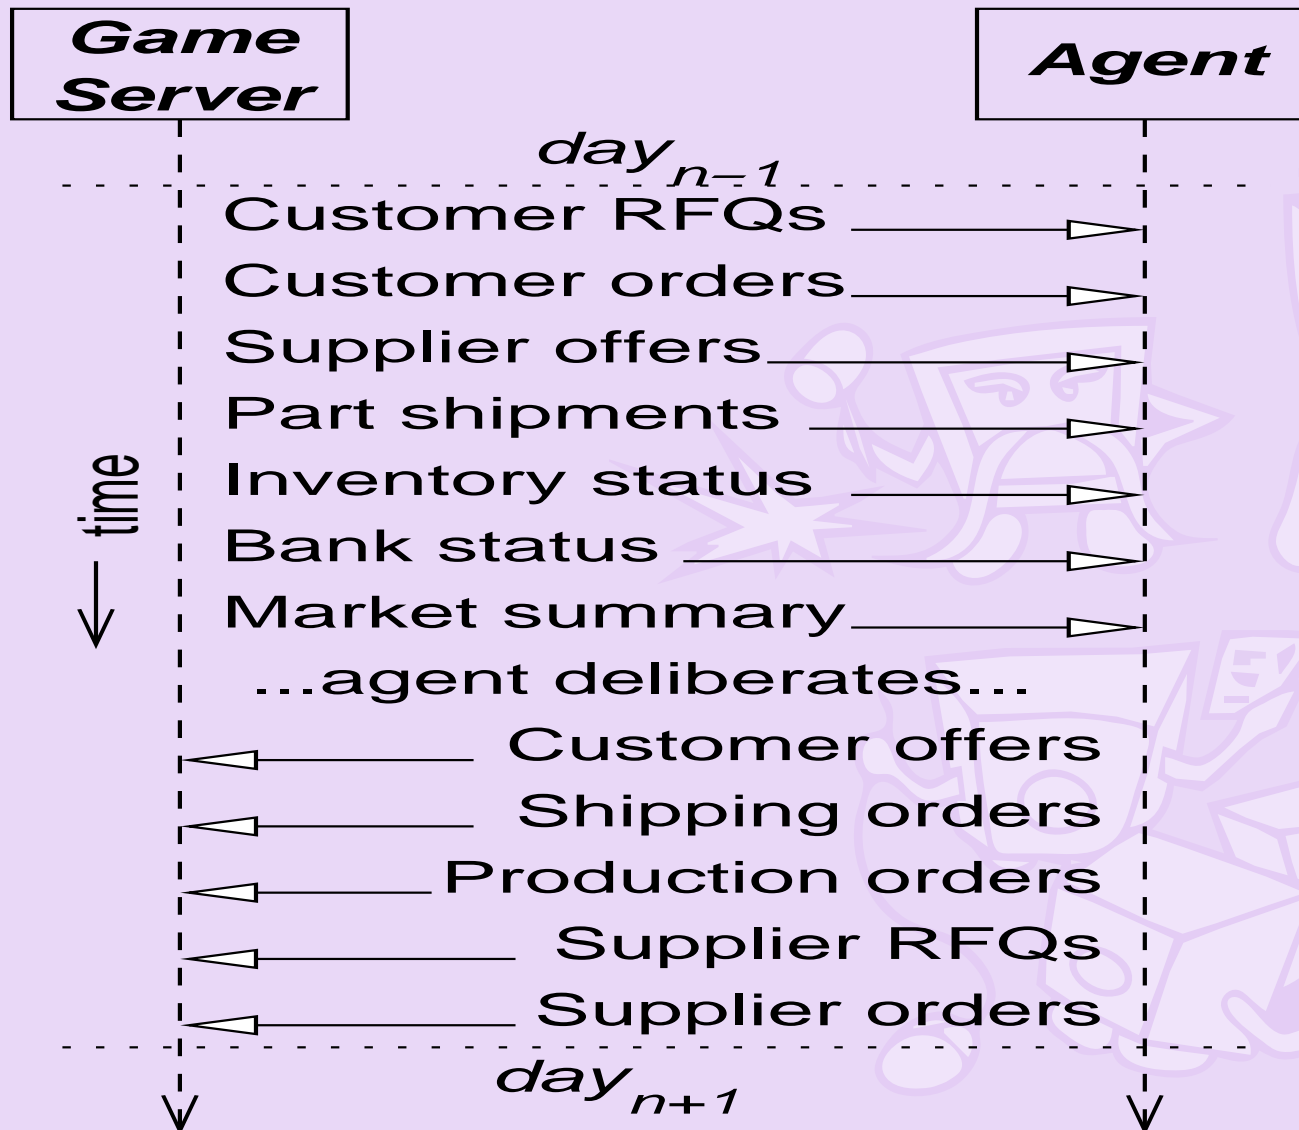 Game
Server
Agent
day n−1
Customer RFQs
Customer orders
Supplier offers
Part shipments
Inventory status
Bank status
Market summary
time
...agent deliberates...
Customer offers
Shipping orders
Production orders
Supplier RFQs
Supplier orders
day n+1